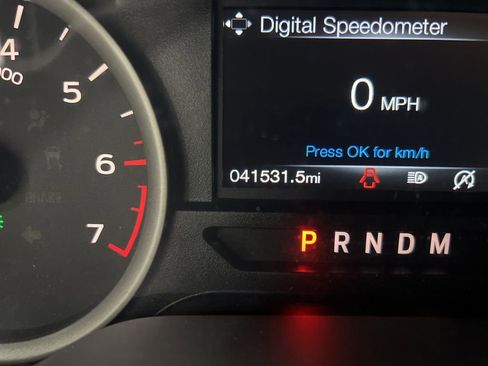 Digital Speedometer
0 MPH
Press OK for km/h
041531.5mi
P R N D M
4
5
6
7